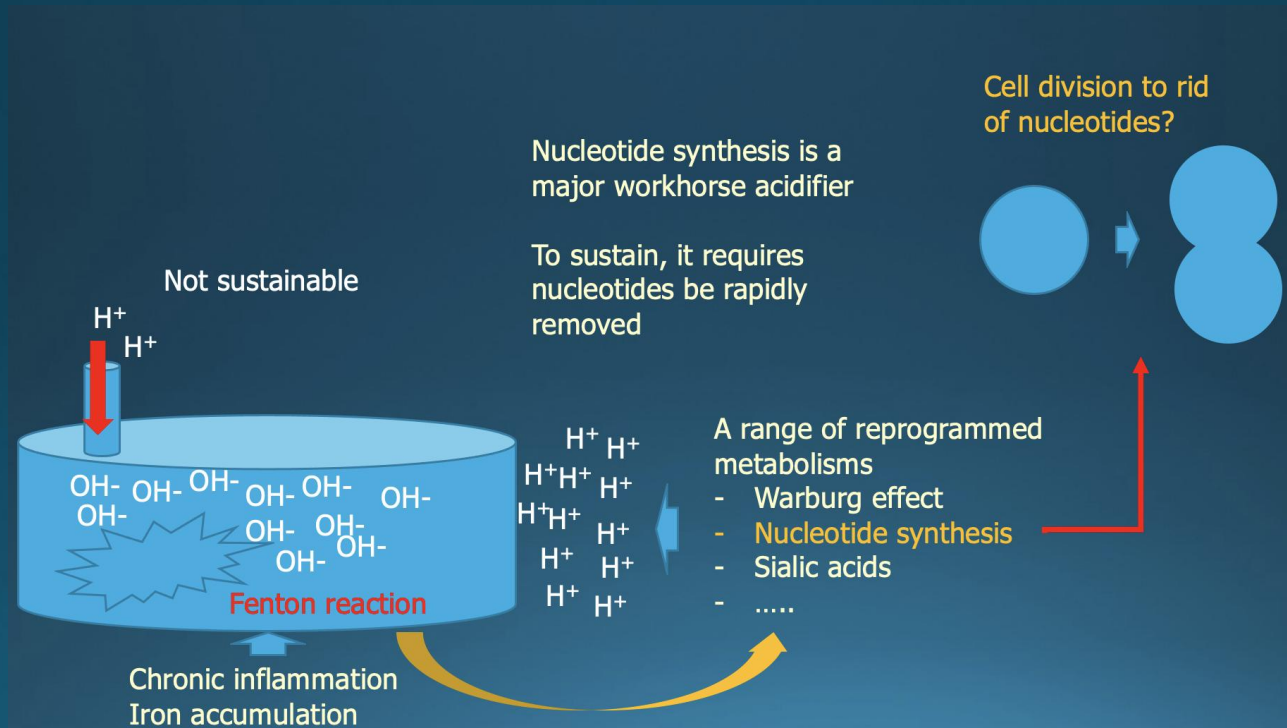 Cell division to rid
of nucleotides?
Nucleotide synthesis is a
major workhorse acidifier
To sustain, it requires
nucleotides be rapidly
removed
Not sustainable
H⁺
H⁺
OH- OH- OH- OH- OH- OH-
OH- OH- OH-
OH- OH-
Fenton reaction
H⁺ H⁺
H⁺H⁺ H⁺
H⁺H⁺ H⁺
H⁺ H⁺
H⁺ H⁺
A range of reprogrammed
metabolisms
- Warburg effect
- Nucleotide synthesis
- Sialic acids
- .....
Chronic inflammation
Iron accumulation